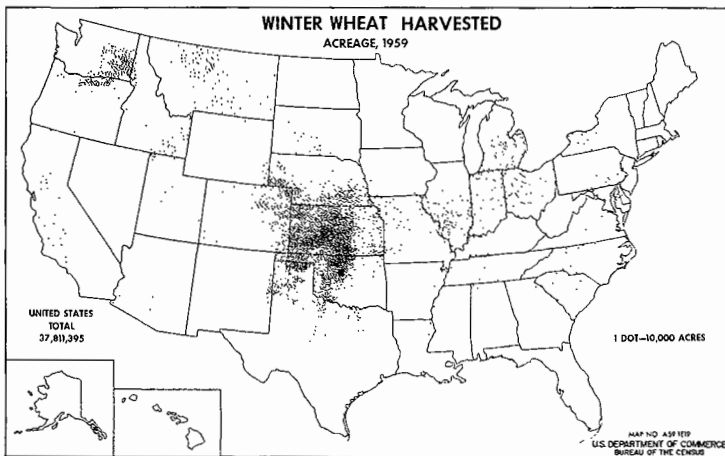 WINTER WHEAT HARVESTED
ACREAGE, 1959
UNITED STATES
TOTAL
37,811,395
1 DOT—10,000 ACRES
MAP NO. A59 1E19
U.S. DEPARTMENT OF COMMERCE
BUREAU OF THE CENSUS